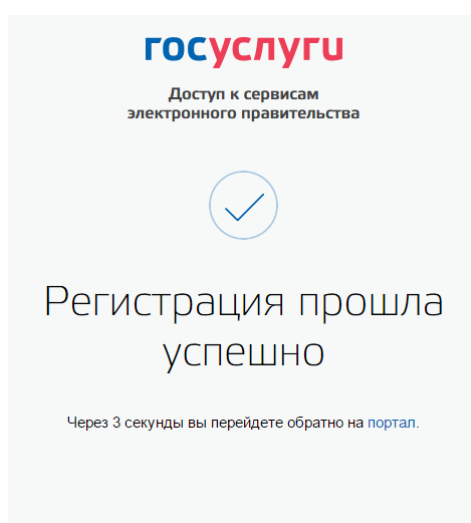 госуслуги
Доступ к сервисам
электронного правительства
Регистрация прошла
успешно
Через 3 секунды вы перейдете обратно на портал.